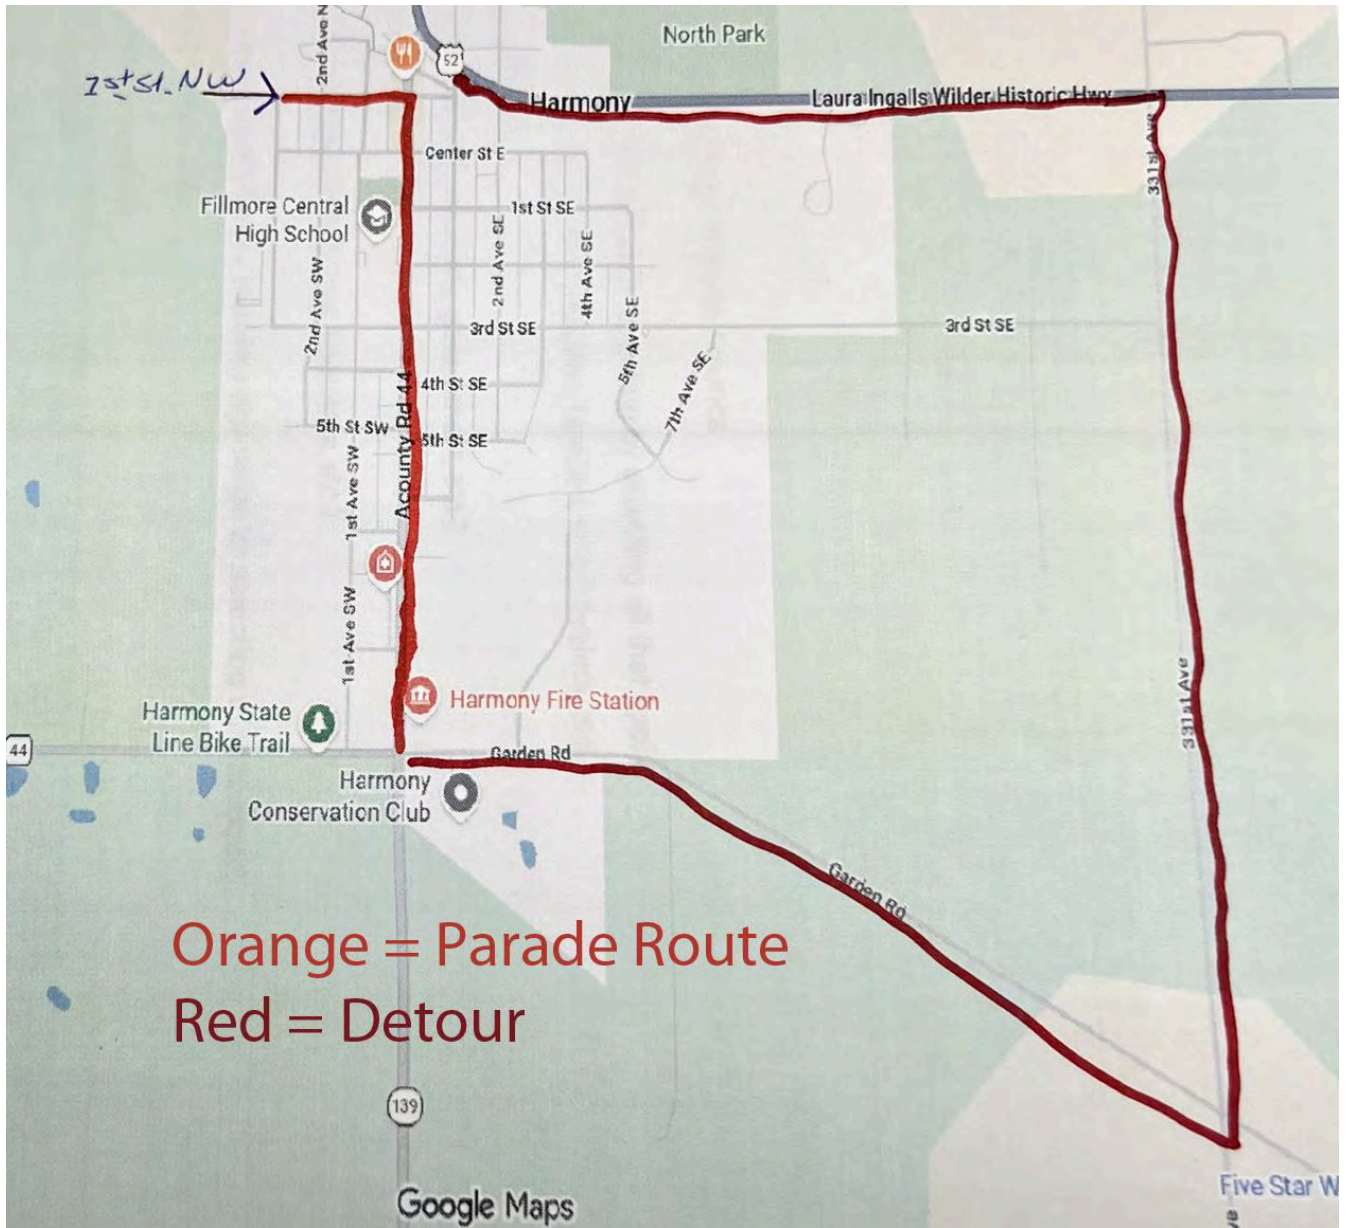 2nd Ave N
North Park
52
1st St. NW
Harmony
Laura Ingalls Wilder Historic Hwy
331st Ave
Center St E
Fillmore Central
High School
1st St SE
2nd Ave SE
4th Ave SE
2nd Ave SW
3rd St SE
3rd St SE
5th Ave SE
7th Ave SE
4th St SE
Acounty Rd 44
5th St SW
5th St SE
1st Ave SW
1st Ave SW
331st Ave
Harmony Fire Station
Harmony State
Line Bike Trail
44
Garden Rd
Harmony
Conservation Club
Garden Rd
Orange = Parade Route
Red = Detour
139
Google Maps
Five Star W